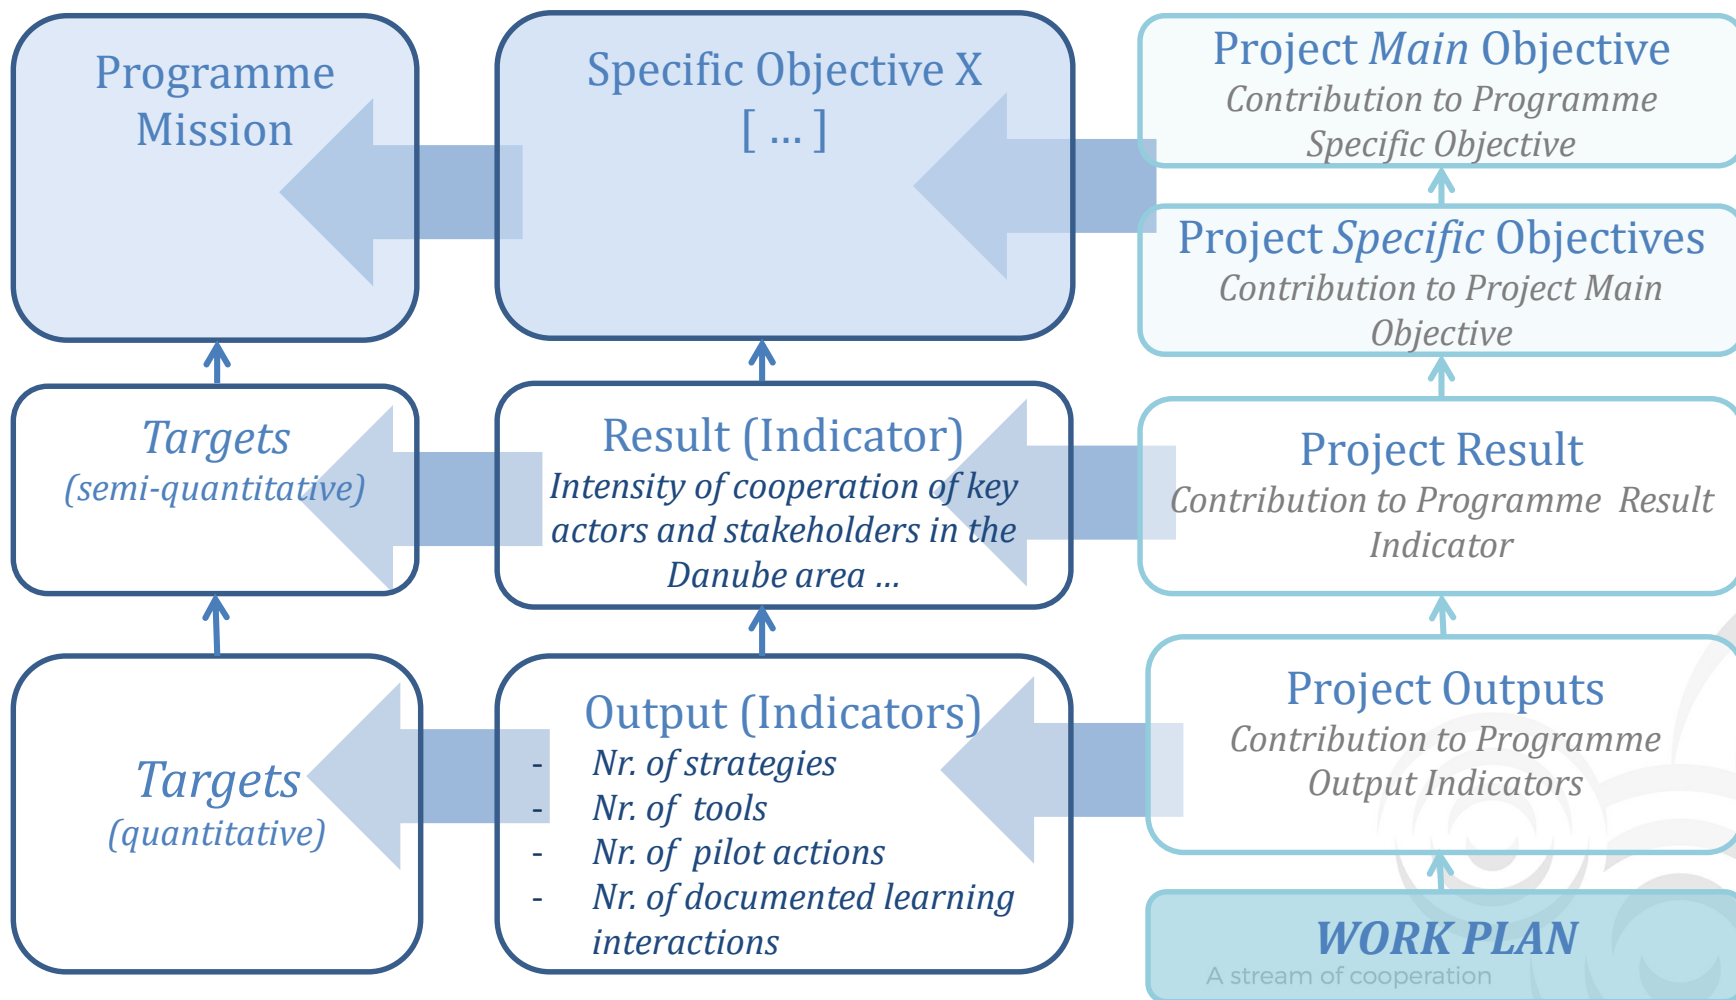 Programme
Mission
Specific Objective X
[ ... ]
Project Main Objective
Contribution to Programme
Specific Objective
Project Specific Objectives
Contribution to Project Main
Objective
Targets
(semi-quantitative)
Result (Indicator)
Intensity of cooperation of key
actors and stakeholders in the
Danube area ...
Project Result
Contribution to Programme Result
Indicator
Targets
(quantitative)
Output (Indicators)
- Nr. of strategies
- Nr. of tools
- Nr. of pilot actions
- Nr. of documented learning
interactions
Project Outputs
Contribution to Programme
Output Indicators
WORK PLAN
A stream of cooperation